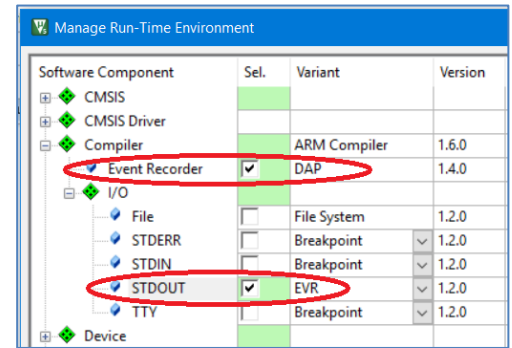 Manage Run-Time Environment
Software Component Sel. Variant Version
CMSIS
CMSIS Driver
Compiler ARM Compiler 1.6.0
Event Recorder DAP 1.4.0
I/O
File File System 1.2.0
STDERR Breakpoint 1.2.0
STDIN Breakpoint 1.2.0
STDOUT EVR 1.2.0
TTY Breakpoint 1.2.0
Device